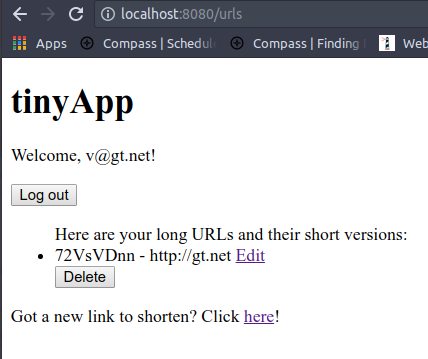 localhost:8080/urls
Apps Compass | Schedul Compass | Finding Web
tinyApp
Welcome, v@gt.net!
Log out
Here are your long URLs and their short versions:
72VsVDnn - http://gt.net Edit
Delete
Got a new link to shorten? Click here!